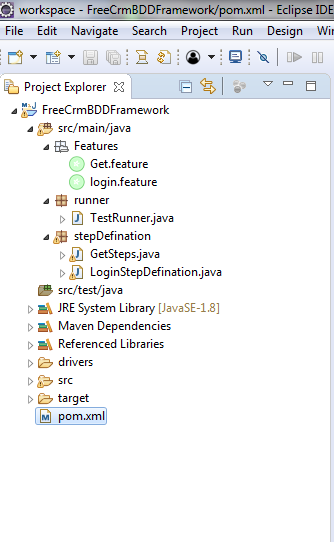 workspace - FreeCrmBDDFramework/pom.xml - Eclipse IDE
File Edit Navigate Search Project Run Design Win
Project Explorer
FreeCrmBDDFramework
src/main/java
Features
Get.feature
login.feature
runner
TestRunner.java
stepDefination
GetSteps.java
LoginStepDefination.java
src/test/java
JRE System Library [JavaSE-1.8]
Maven Dependencies
Referenced Libraries
drivers
src
target
pom.xml